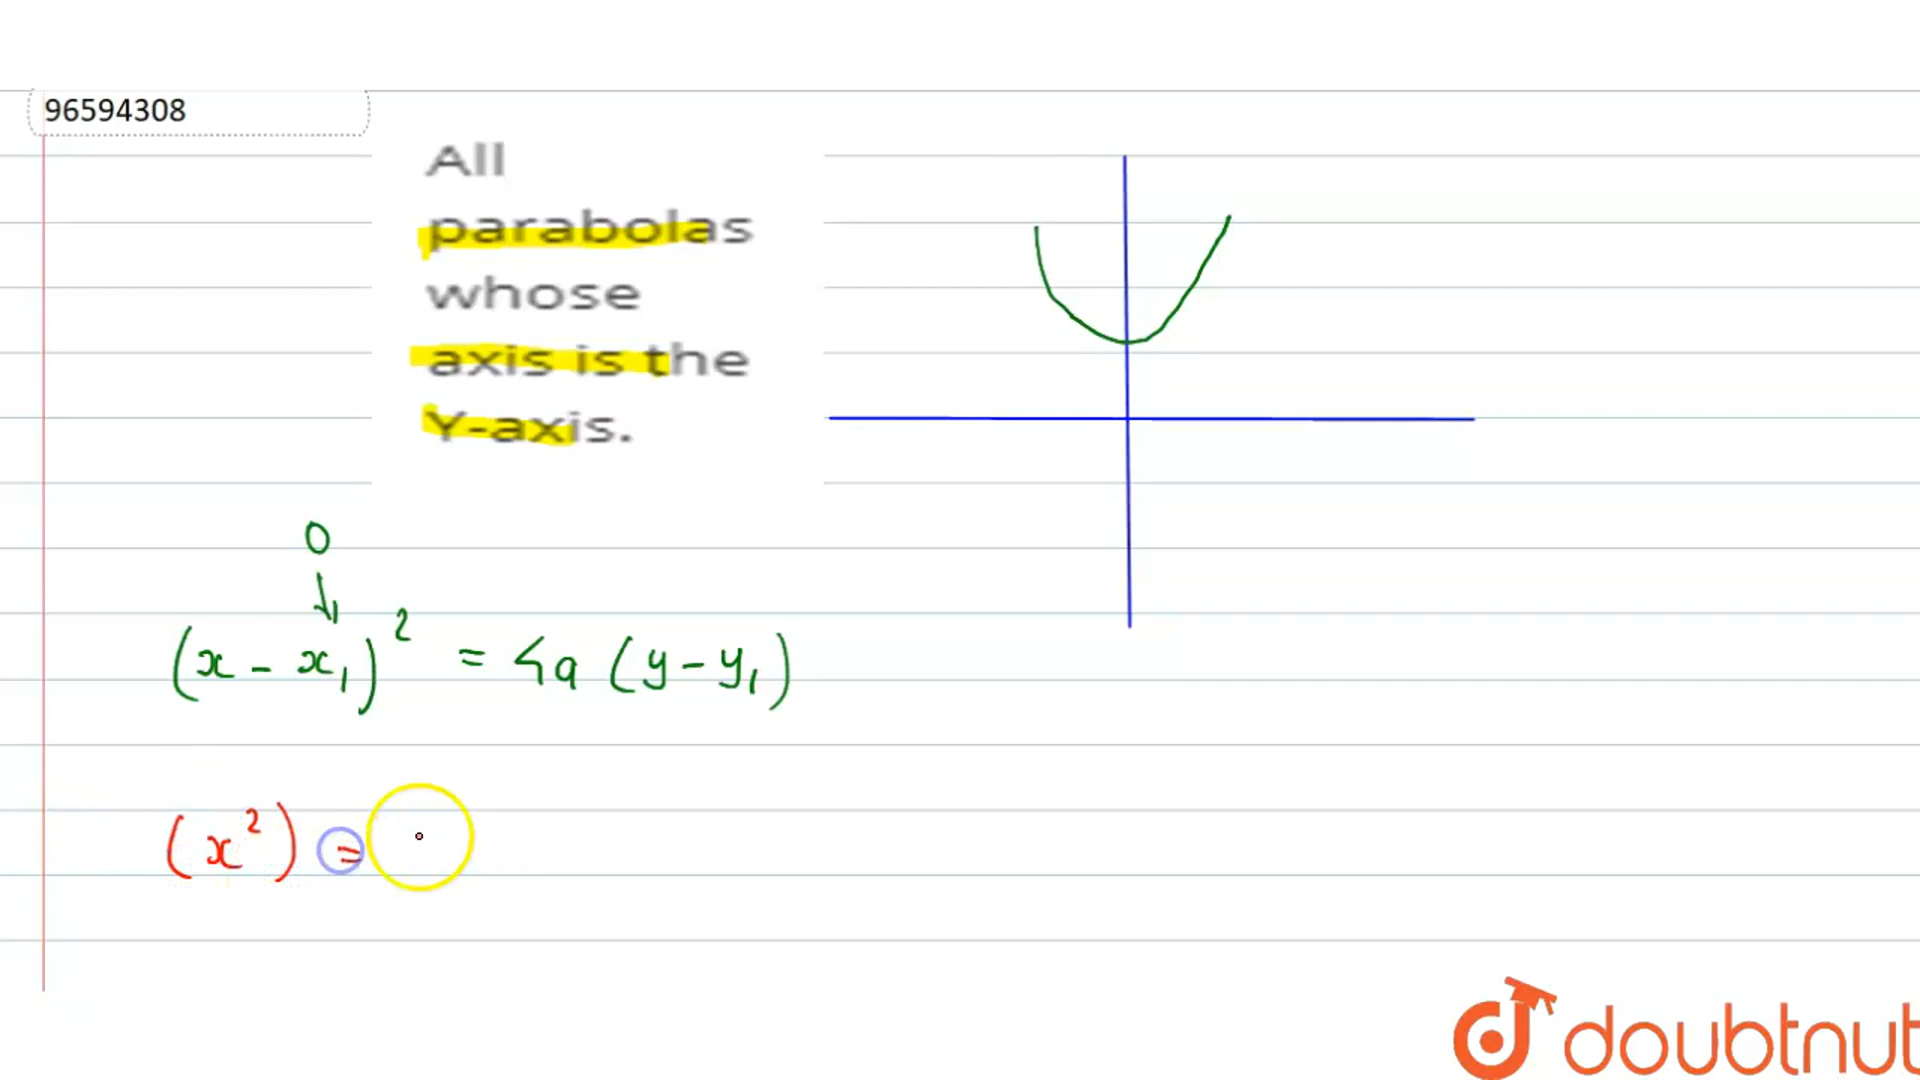 96594308
All
parabolas
whose
axis is the
Y-axis.
0
↓
(x - x₁)² = 4a (y - y₁)
(x²) =
doubtnut